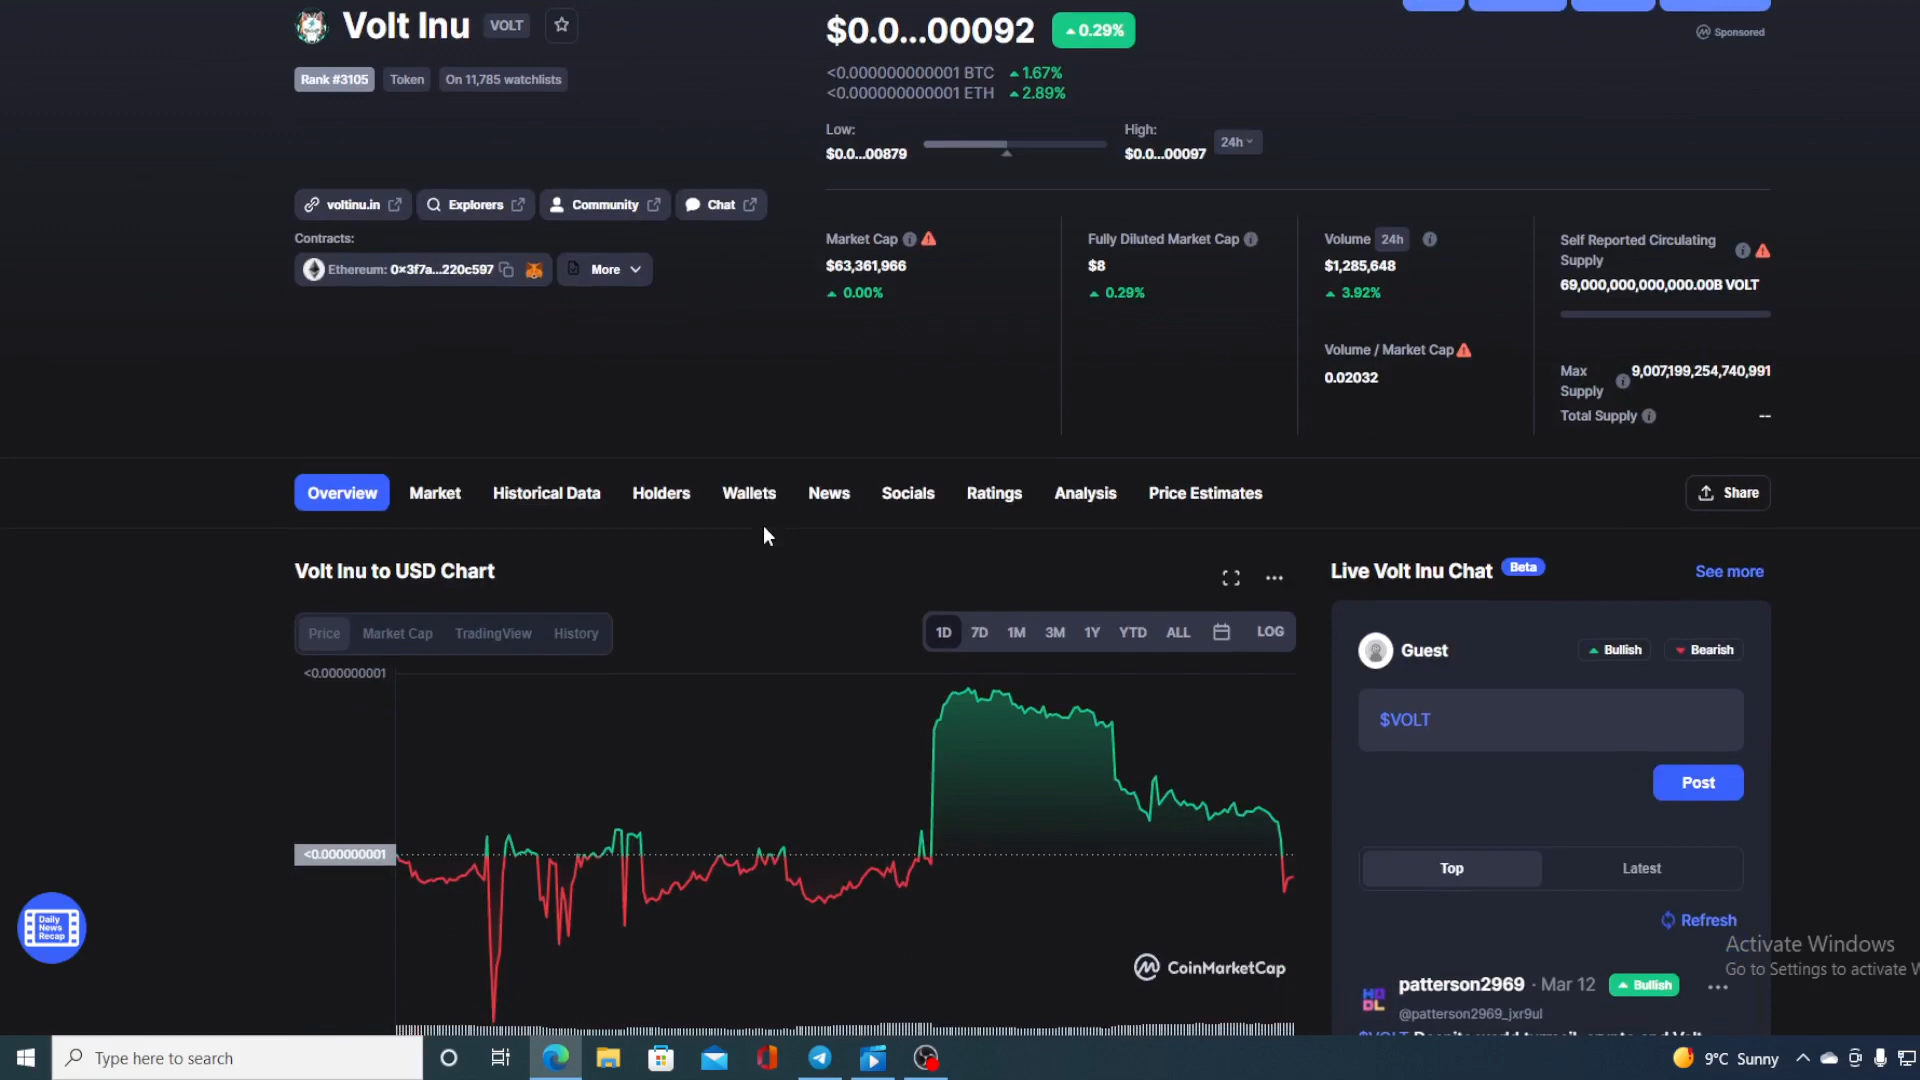 Volt Inu VOLT
Rank #3105 Token On 11,785 watchlists
voltinu.in Explorers Community Chat
Contracts:
Ethereum: 0x3f7a...220c597 More
$0.0...00092 0.29%
<0.000000000001 BTC 1.67%
<0.000000000001 ETH 2.89%
Low:
$0.0...00879
High:
$0.0...00097
24h
Sponsored
Market Cap
$63,361,966
0.00%
Fully Diluted Market Cap
$8
0.29%
Volume 24h
$1,285,648
3.92%
Volume / Market Cap
0.02032
Self Reported Circulating
Supply
69,000,000,000,000.00B VOLT
Max
Supply
9,007,199,254,740,991
Total Supply --
Overview Market Historical Data Holders Wallets News Socials Ratings Analysis Price Estimates Share
Volt Inu to USD Chart
Price Market Cap TradingView History
1D 7D 1M 3M 1Y YTD ALL LOG
<0.000000001
<0.000000001
CoinMarketCap
Live Volt Inu Chat Beta See more
Guest Bullish Bearish
$VOLT
Post
Top Latest
Refresh
patterson2969 · Mar 12 Bullish
@patterson2969_jxr9ul
Daily
News
Recap
Activate Windows
Go to Settings to activate W
Type here to search
9°C Sunny